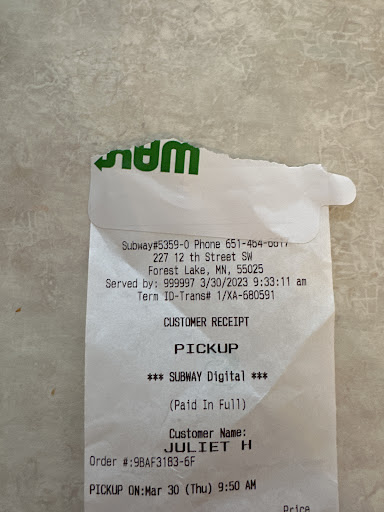 Subway#5359-0 Phone 651-464-6617
227 12 th Street SW
Forest Lake, MN, 55025
Served by: 999997 3/30/2023 9:33:11 am
Term ID-Trans# 1/XA-680591
CUSTOMER RECEIPT
PICKUP
*** SUBWAY Digital ***
(Paid In Full)
Customer Name:
JULIET H
Order #:9BAF3183-6F
PICKUP ON:Mar 30 (Thu) 9:50 AM
Price